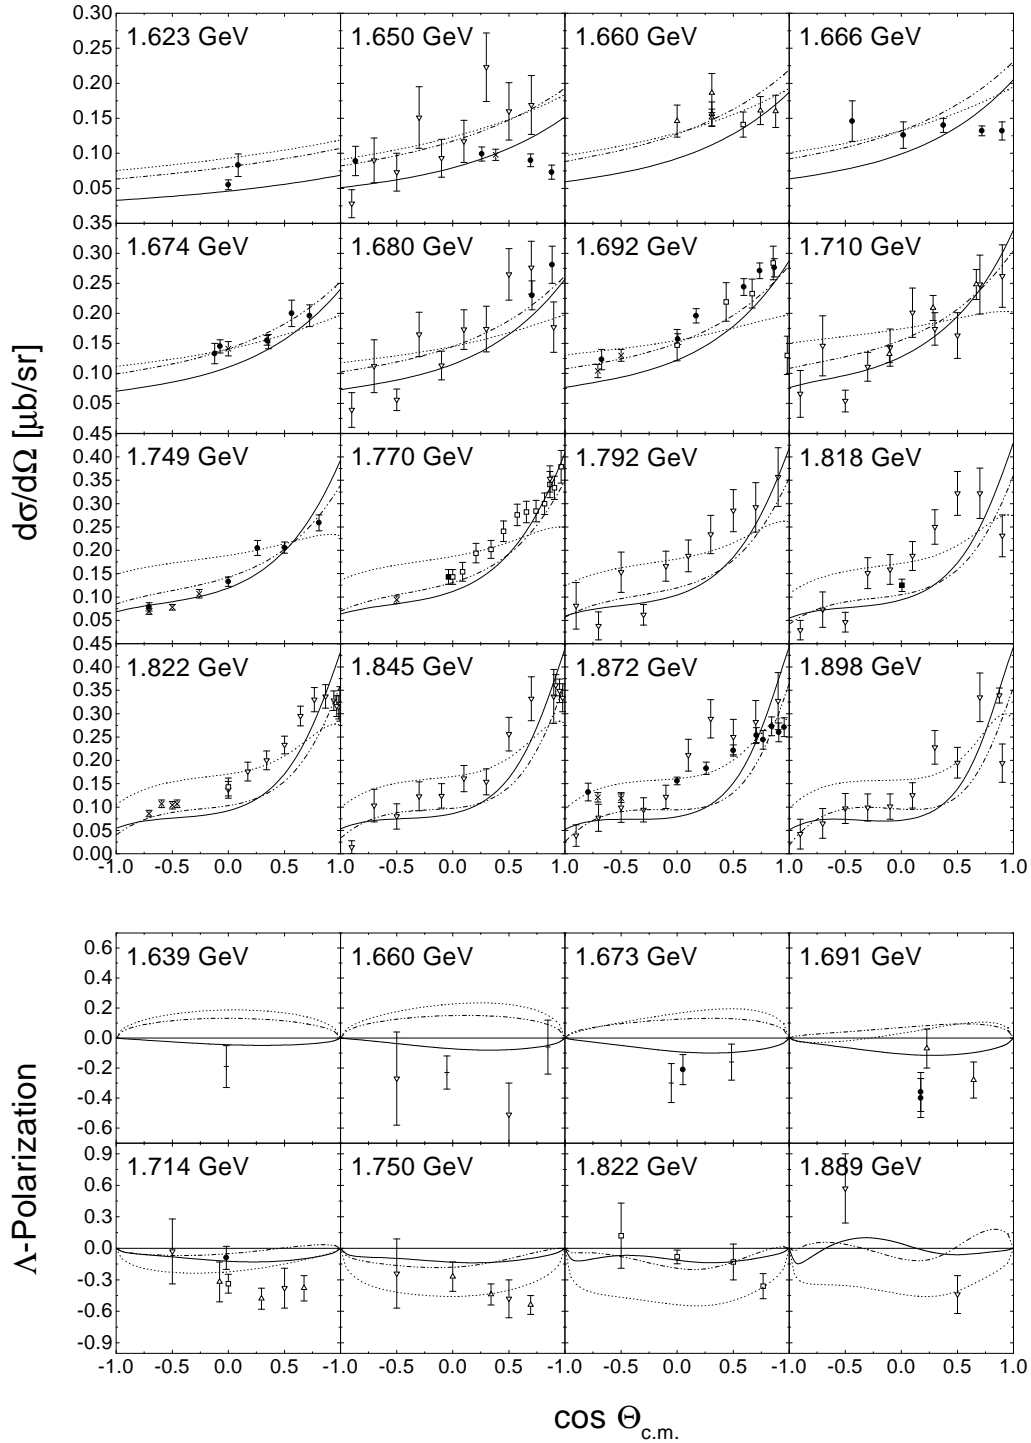 0.30
0.25
0.20
0.15
0.10
0.05
0.35
1.623 GeV
1.650 GeV
1.660 GeV
1.666 GeV
0.30
0.25
0.20
0.15
0.10
0.05
0.45
1.674 GeV
1.680 GeV
1.692 GeV
1.710 GeV
dσ/dΩ [μb/sr]
0.40
0.35
0.30
0.25
0.20
0.15
0.10
0.05
0.45
1.749 GeV
1.770 GeV
1.792 GeV
1.818 GeV
0.40
0.35
0.30
0.25
0.20
0.15
0.10
0.05
0.00
1.822 GeV
1.845 GeV
1.872 GeV
1.898 GeV
-1.0 -0.5 0.0 0.5 -1.0 -0.5 0.0 0.5 -1.0 -0.5 0.0 0.5 -1.0 -0.5 0.0 0.5 1.0
0.6
0.4
0.2
0.0
-0.2
-0.4
-0.6
1.639 GeV
1.660 GeV
1.673 GeV
1.691 GeV
Λ-Polarization
0.9
0.6
0.3
0.0
-0.3
-0.6
-0.9
1.714 GeV
1.750 GeV
1.822 GeV
1.889 GeV
-1.0 -0.5 0.0 0.5 -1.0 -0.5 0.0 0.5 -1.0 -0.5 0.0 0.5 -1.0 -0.5 0.0 0.5 1.0
cos Θc.m.